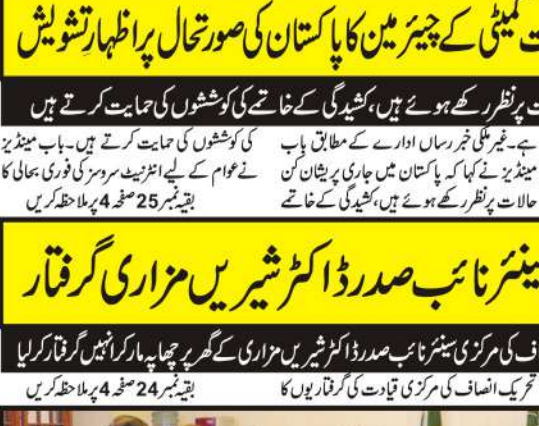 کمیٹی کے چیئرمین کا پاکستان کی صورتحال پر اظہار تشویش
پر نظر رکھے ہوئے ہیں، کشیدگی کے خاتمے کی کوششوں کی حمایت کرتے ہیں
ہے۔ غیر ملکی خبر رساں ادارے کے مطابق باب
مینڈیز نے کہا کہ پاکستان میں جاری پریشان کن
حالات پر نظر رکھے ہوئے ہیں، کشیدگی کے خاتمے
کی کوششوں کی حمایت کرتے ہیں۔ باب مینڈیز
نے عوام کے لیے انٹرنیٹ سروسز کی فوری بحالی کا
بقیہ نمبر 25 صفحہ 4 پر ملاحظہ کریں
سینئر نائب صدر ڈاکٹر شیریں مزاری گرفتار
ف کی مرکزی سینئر نائب صدر ڈاکٹر شیریں مزاری کے گھر پر چھاپہ مار کر انہیں گرفتار کرلیا
تحریک انصاف کی مرکزی قیادت کی گرفتاریوں کا
بقیہ نمبر 24 صفحہ 4 پر ملاحظہ کریں